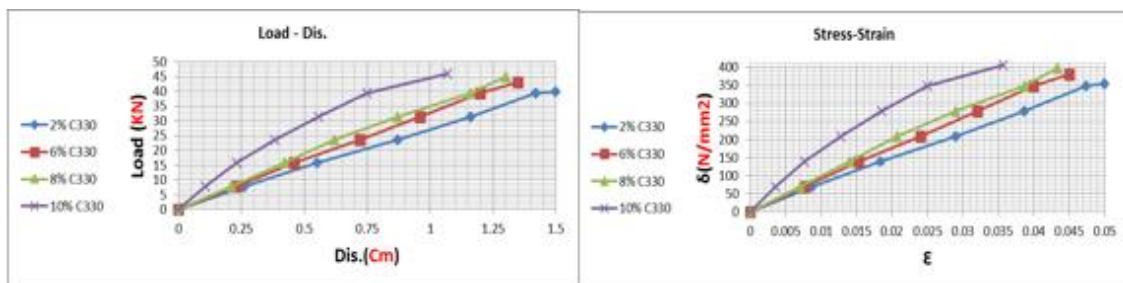 Load - Dis.
Load (KN)
50
45
40
35
30
25
20
15
10
5
0
0 0.25 0.5 0.75 1 1.25 1.5
Dis.(Cm)
2% C330
6% C330
8% C330
10% C330
Stress-Strain
δ(N/mm2)
400
350
300
250
200
150
100
50
0
0 0.005 0.01 0.015 0.02 0.025 0.03 0.035 0.04 0.045 0.05
ε
2% C330
6% C330
8% C330
10% C330